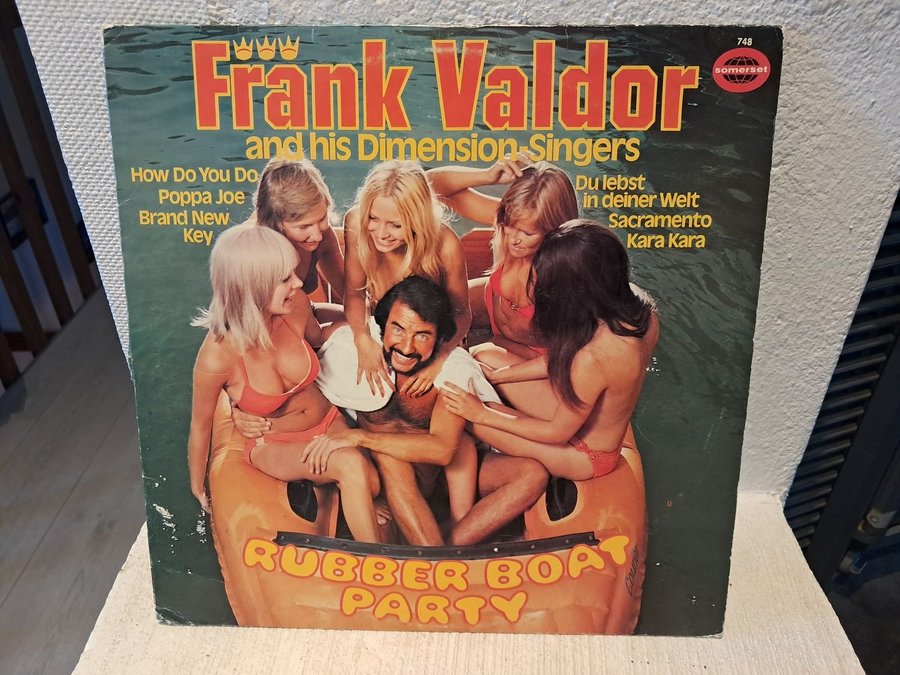 Frank Valdor
748
somerset
and his Dimension-Singers
How Do You Do
Poppa Joe
Brand New
Key
Du lebst
in deiner Welt
Sacramento
Kara Kara
RUBBER BOAT
PARTY